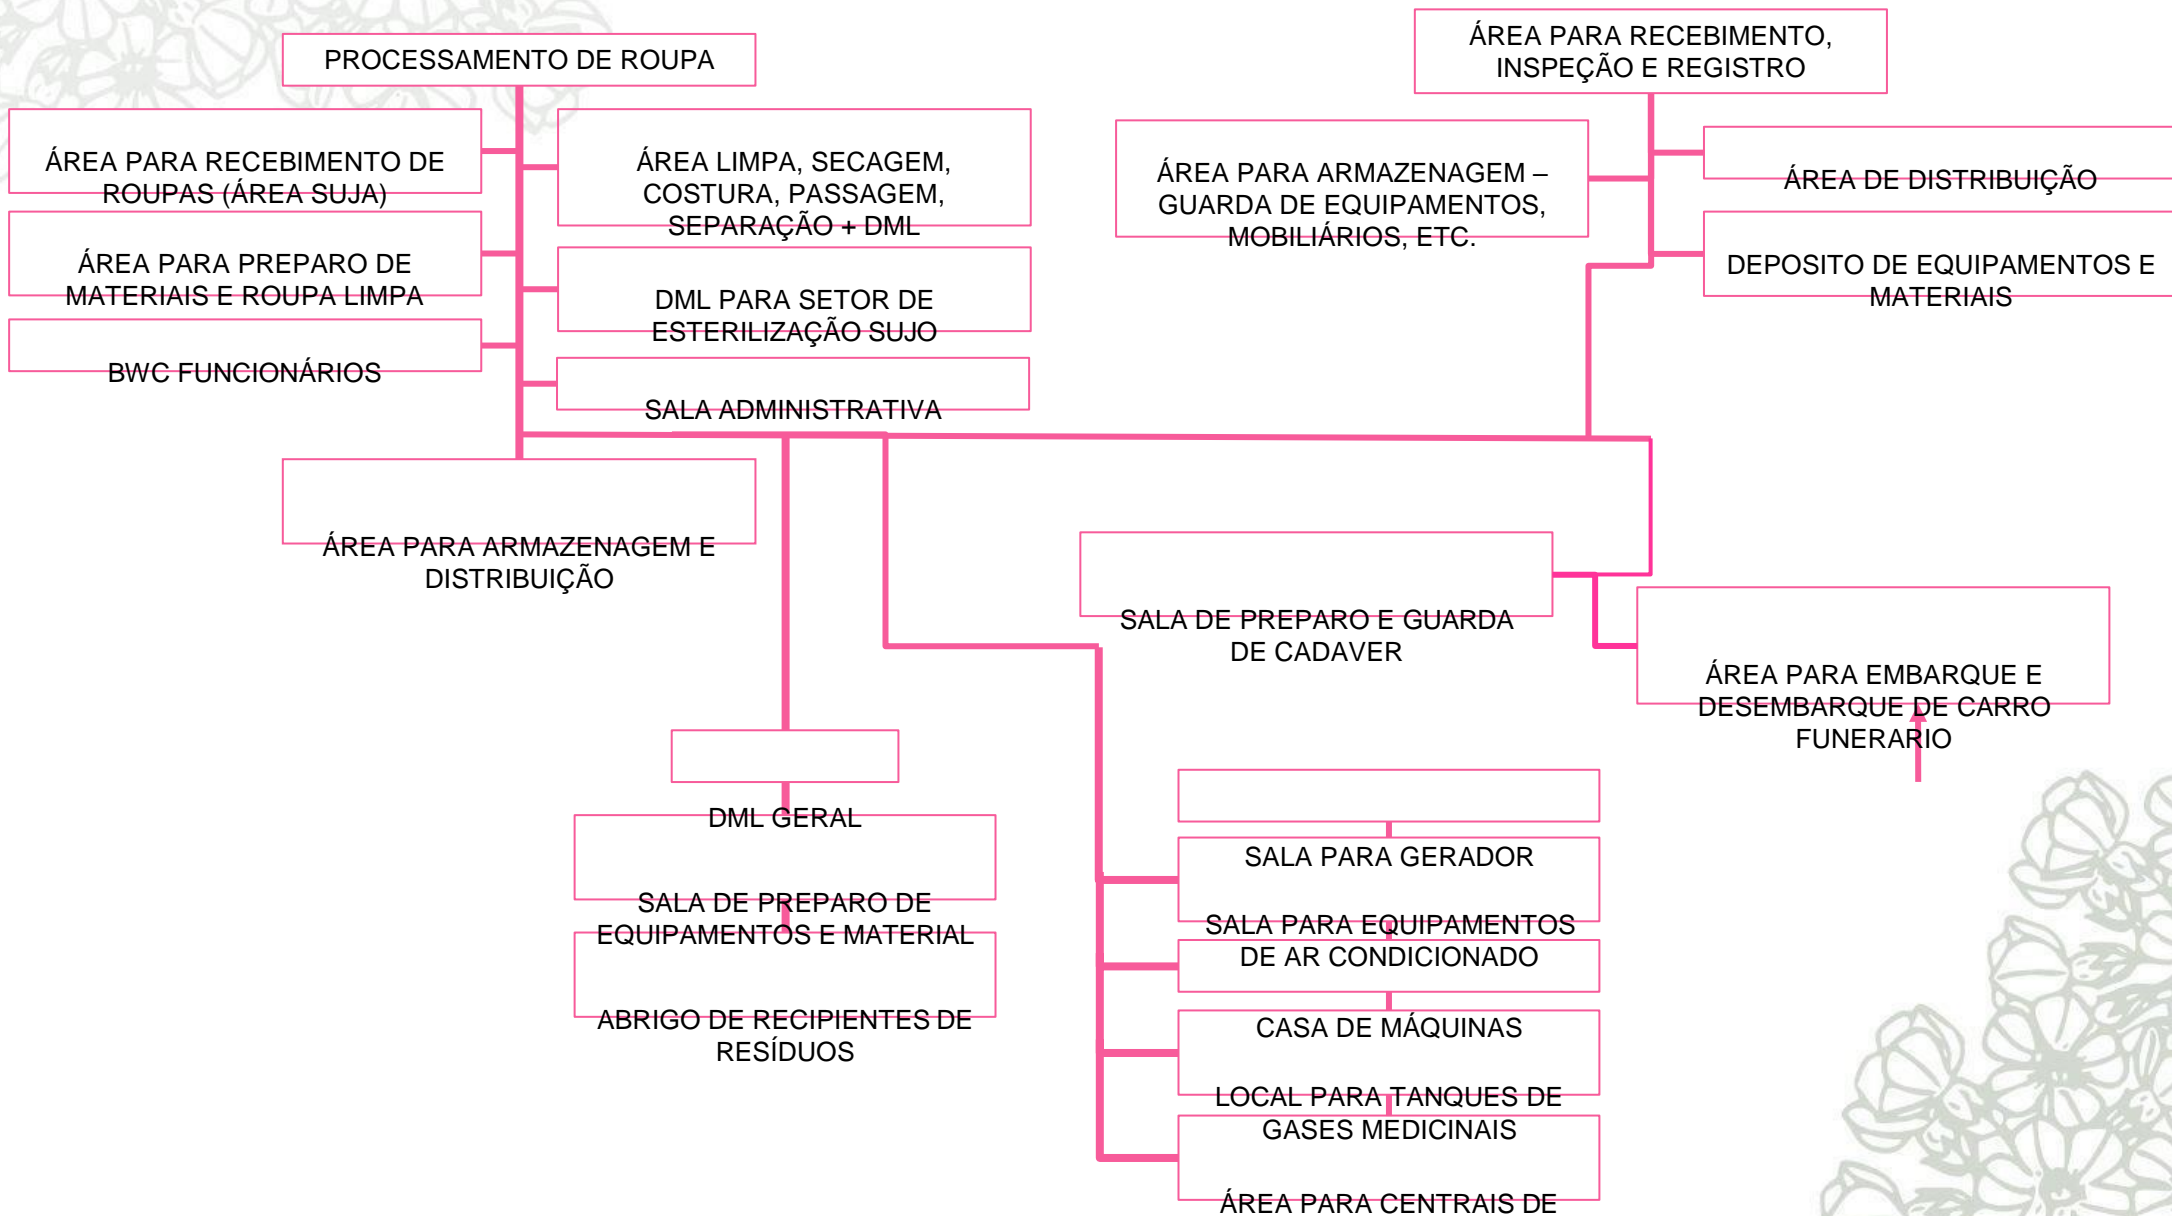 PROCESSAMENTO DE ROUPA
ÁREA PARA RECEBIMENTO DE
ROUPAS (ÁREA SUJA)
ÁREA LIMPA, SECAGEM,
COSTURA, PASSAGEM,
SEPARAÇÃO + DML
ÁREA PARA PREPARO DE
MATERIAIS E ROUPA LIMPA
DML PARA SETOR DE
ESTERILIZAÇÃO SUJO
BWC FUNCIONÁRIOS
SALA ADMINISTRATIVA
ÁREA PARA ARMAZENAGEM E
DISTRIBUIÇÃO
ÁREA PARA RECEBIMENTO,
INSPEÇÃO E REGISTRO
ÁREA PARA ARMAZENAGEM –
GUARDA DE EQUIPAMENTOS,
MOBILIÁRIOS, ETC.
ÁREA DE DISTRIBUIÇÃO
DEPOSITO DE EQUIPAMENTOS E
MATERIAIS
SALA DE PREPARO E GUARDA
DE CADAVER
ÁREA PARA EMBARQUE E
DESEMBARQUE DE CARRO
FUNERARIO
DML GERAL
SALA DE PREPARO DE
EQUIPAMENTOS E MATERIAL
ABRIGO DE RECIPIENTES DE
RESÍDUOS
SALA PARA GERADOR
SALA PARA EQUIPAMENTOS
DE AR CONDICIONADO
CASA DE MÁQUINAS
LOCAL PARA TANQUES DE
GASES MEDICINAIS
ÁREA PARA CENTRAIS DE